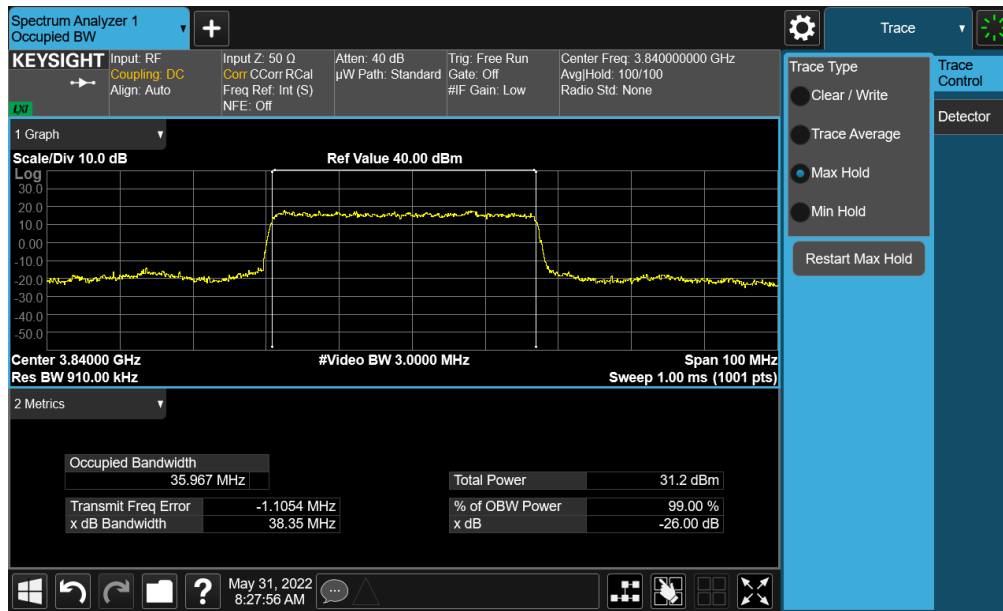 Spectrum Analyzer 1
Occupied BW
Trace
KEYSIGHT
Input: RF
Coupling: DC
Align: Auto
Input Z: 50 Ω
Corr CCorr RCal
Freq Ref: Int (S)
NFE: Off
Atten: 40 dB
µW Path: Standard
Trig: Free Run
Gate: Off
#IF Gain: Low
Center Freq: 3.840000000 GHz
Avg|Hold: 100/100
Radio Std: None
LXI
1 Graph
Scale/Div 10.0 dB
Ref Value 40.00 dBm
Log
30.0
20.0
10.0
0.00
-10.0
-20.0
-30.0
-40.0
-50.0
Center 3.84000 GHz
#Video BW 3.0000 MHz
Span 100 MHz
Res BW 910.00 kHz
Sweep 1.00 ms (1001 pts)
2 Metrics
Occupied Bandwidth
35.967 MHz
Total Power 31.2 dBm
Transmit Freq Error -1.1054 MHz
% of OBW Power 99.00 %
x dB Bandwidth 38.35 MHz
x dB -26.00 dB
Trace Type
Clear / Write
Trace Average
Max Hold
Min Hold
Restart Max Hold
Trace
Control
Detector
May 31, 2022
8:27:56 AM